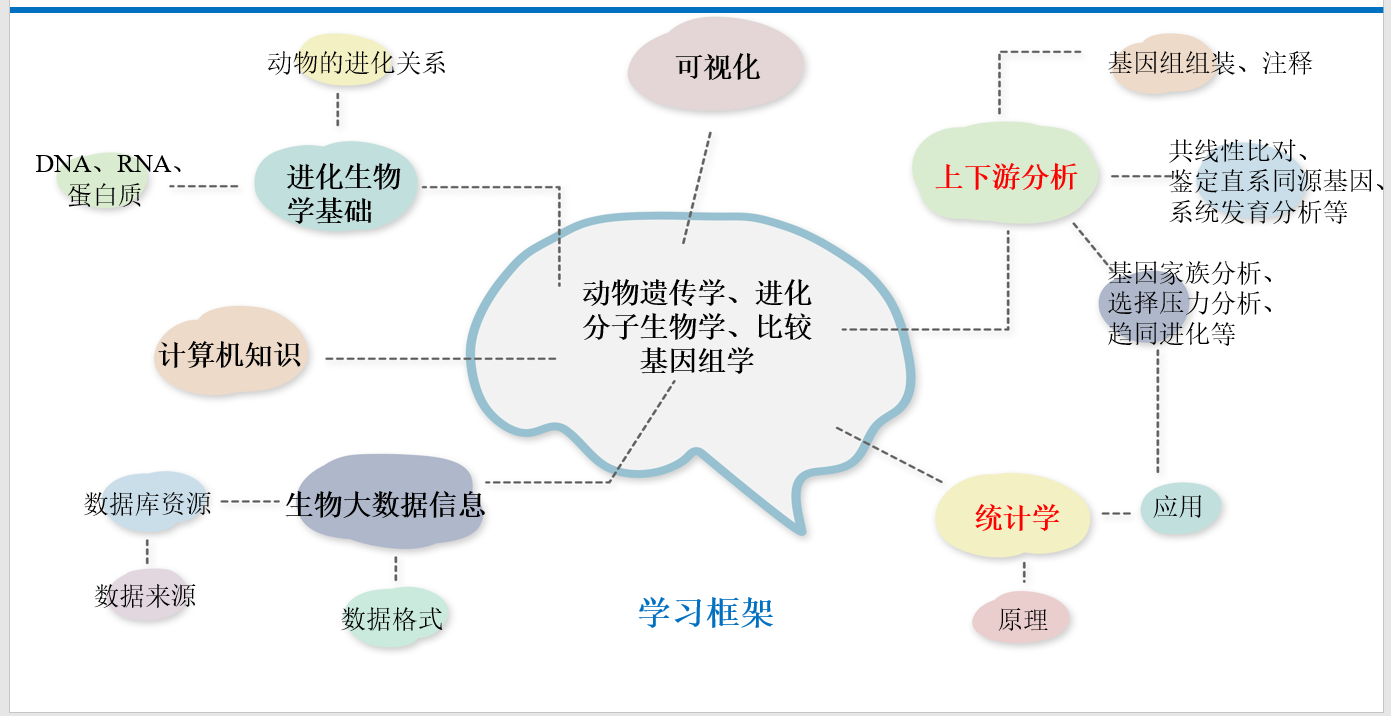 动物的进化关系
可视化
基因组组装、注释
DNA、RNA、
蛋白质
进化生物
学基础
上下游分析
共线性比对、
鉴定直系同源基因、
系统发育分析等
动物遗传学、进化
分子生物学、比较
基因组学
基因家族分析、
选择压力分析、
趋同进化等
计算机知识
数据库资源
生物大数据信息
统计学
应用
数据来源
数据格式
学习框架
原理